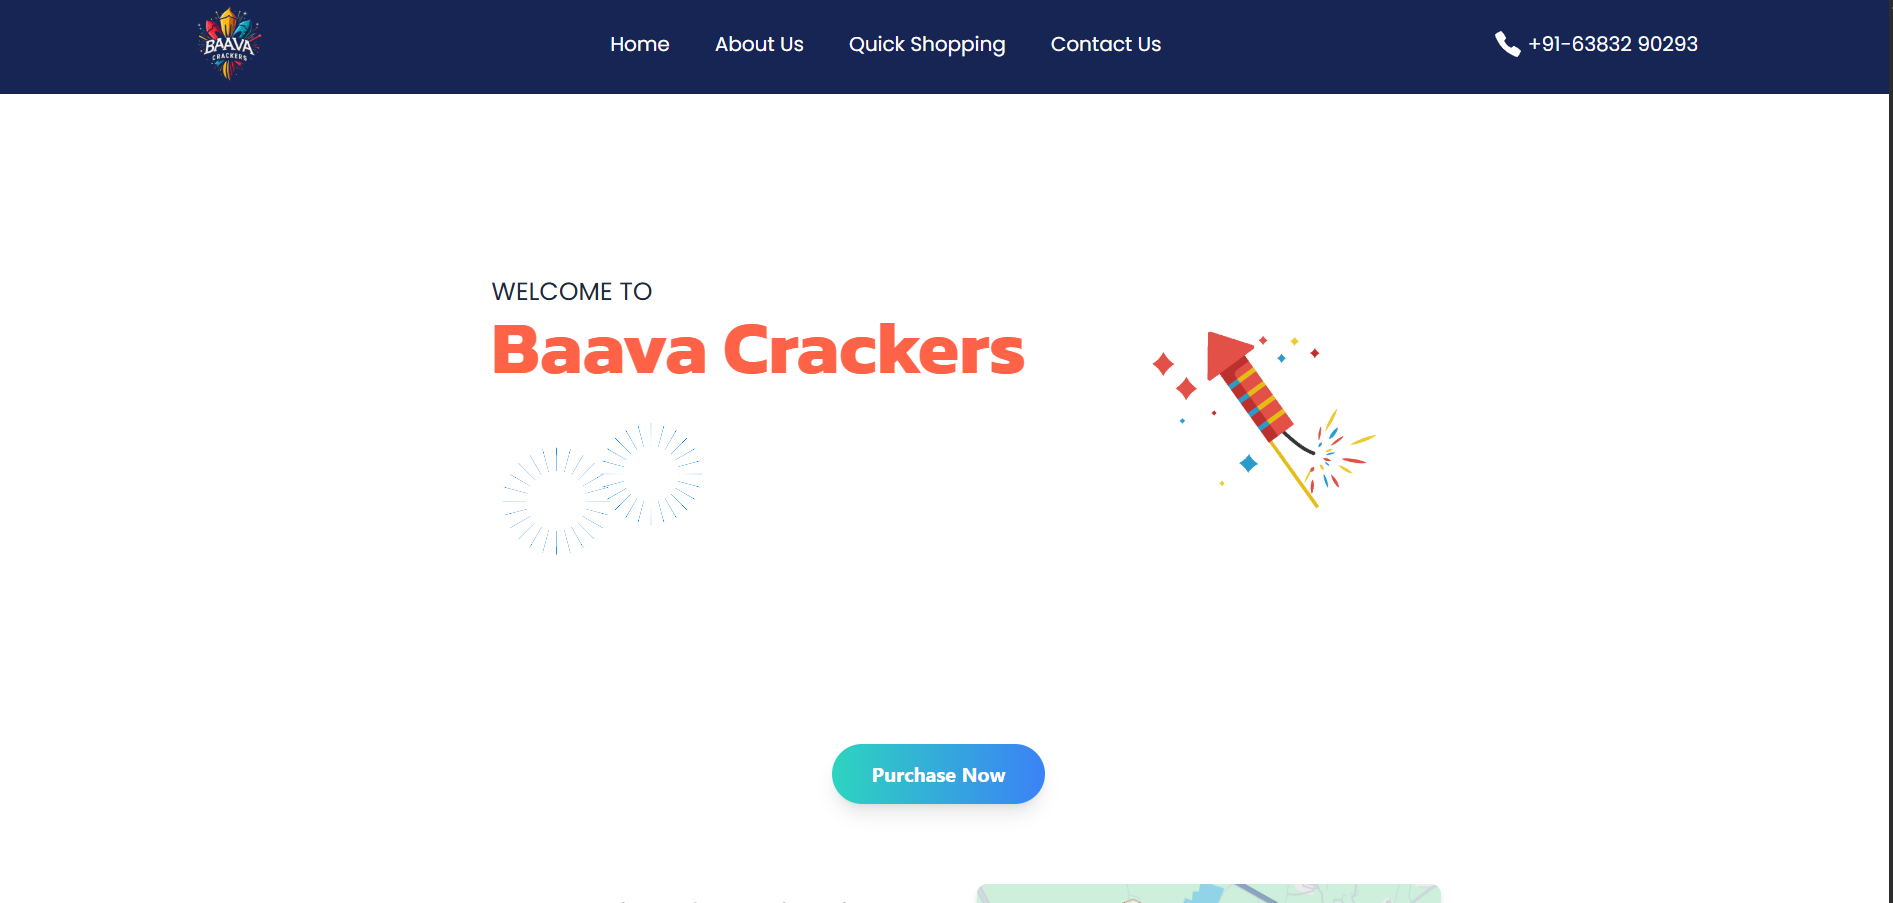 BAAVA
CRACKERS
Home
About Us
Quick Shopping
Contact Us
+91-63832 90293
WELCOME TO
Baava Crackers
Purchase Now